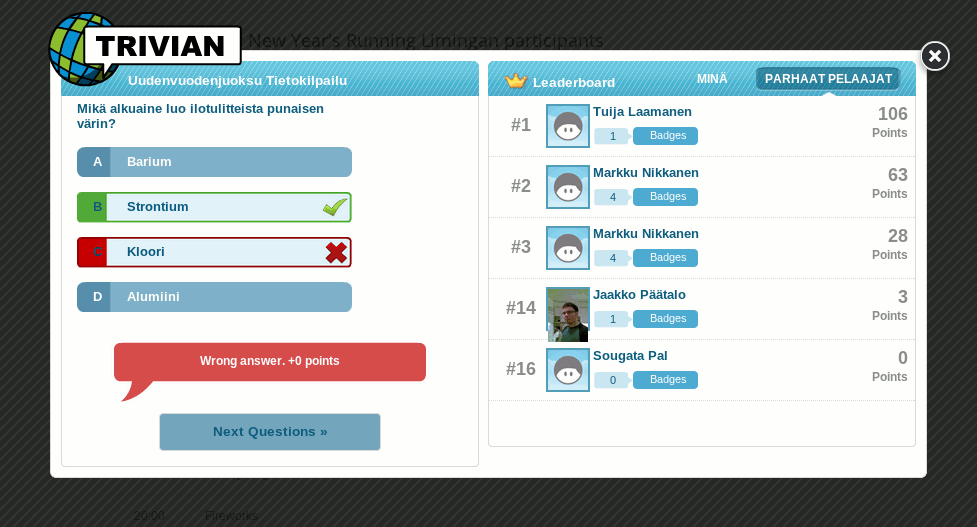 TRIVIAN
New Year's Running Limingan participants
Uudenvuodenjuoksu Tietokilpailu
Mikä alkuaine luo ilotulitteista punaisen
värin?
A Barium
B Strontium
C Kloori
D Alumiini
Wrong answer. +0 points
Next Questions »
Leaderboard MINÄ PARHAAT PELAAJAT
#1 Tuija Laamanen 106
1 Badges Points
#2 Markku Nikkanen 63
4 Badges Points
#3 Markku Nikkanen 28
4 Badges Points
#14 Jaakko Päätalo 3
1 Badges Points
#16 Sougata Pal 0
0 Badges Points
20:00 Fireworks